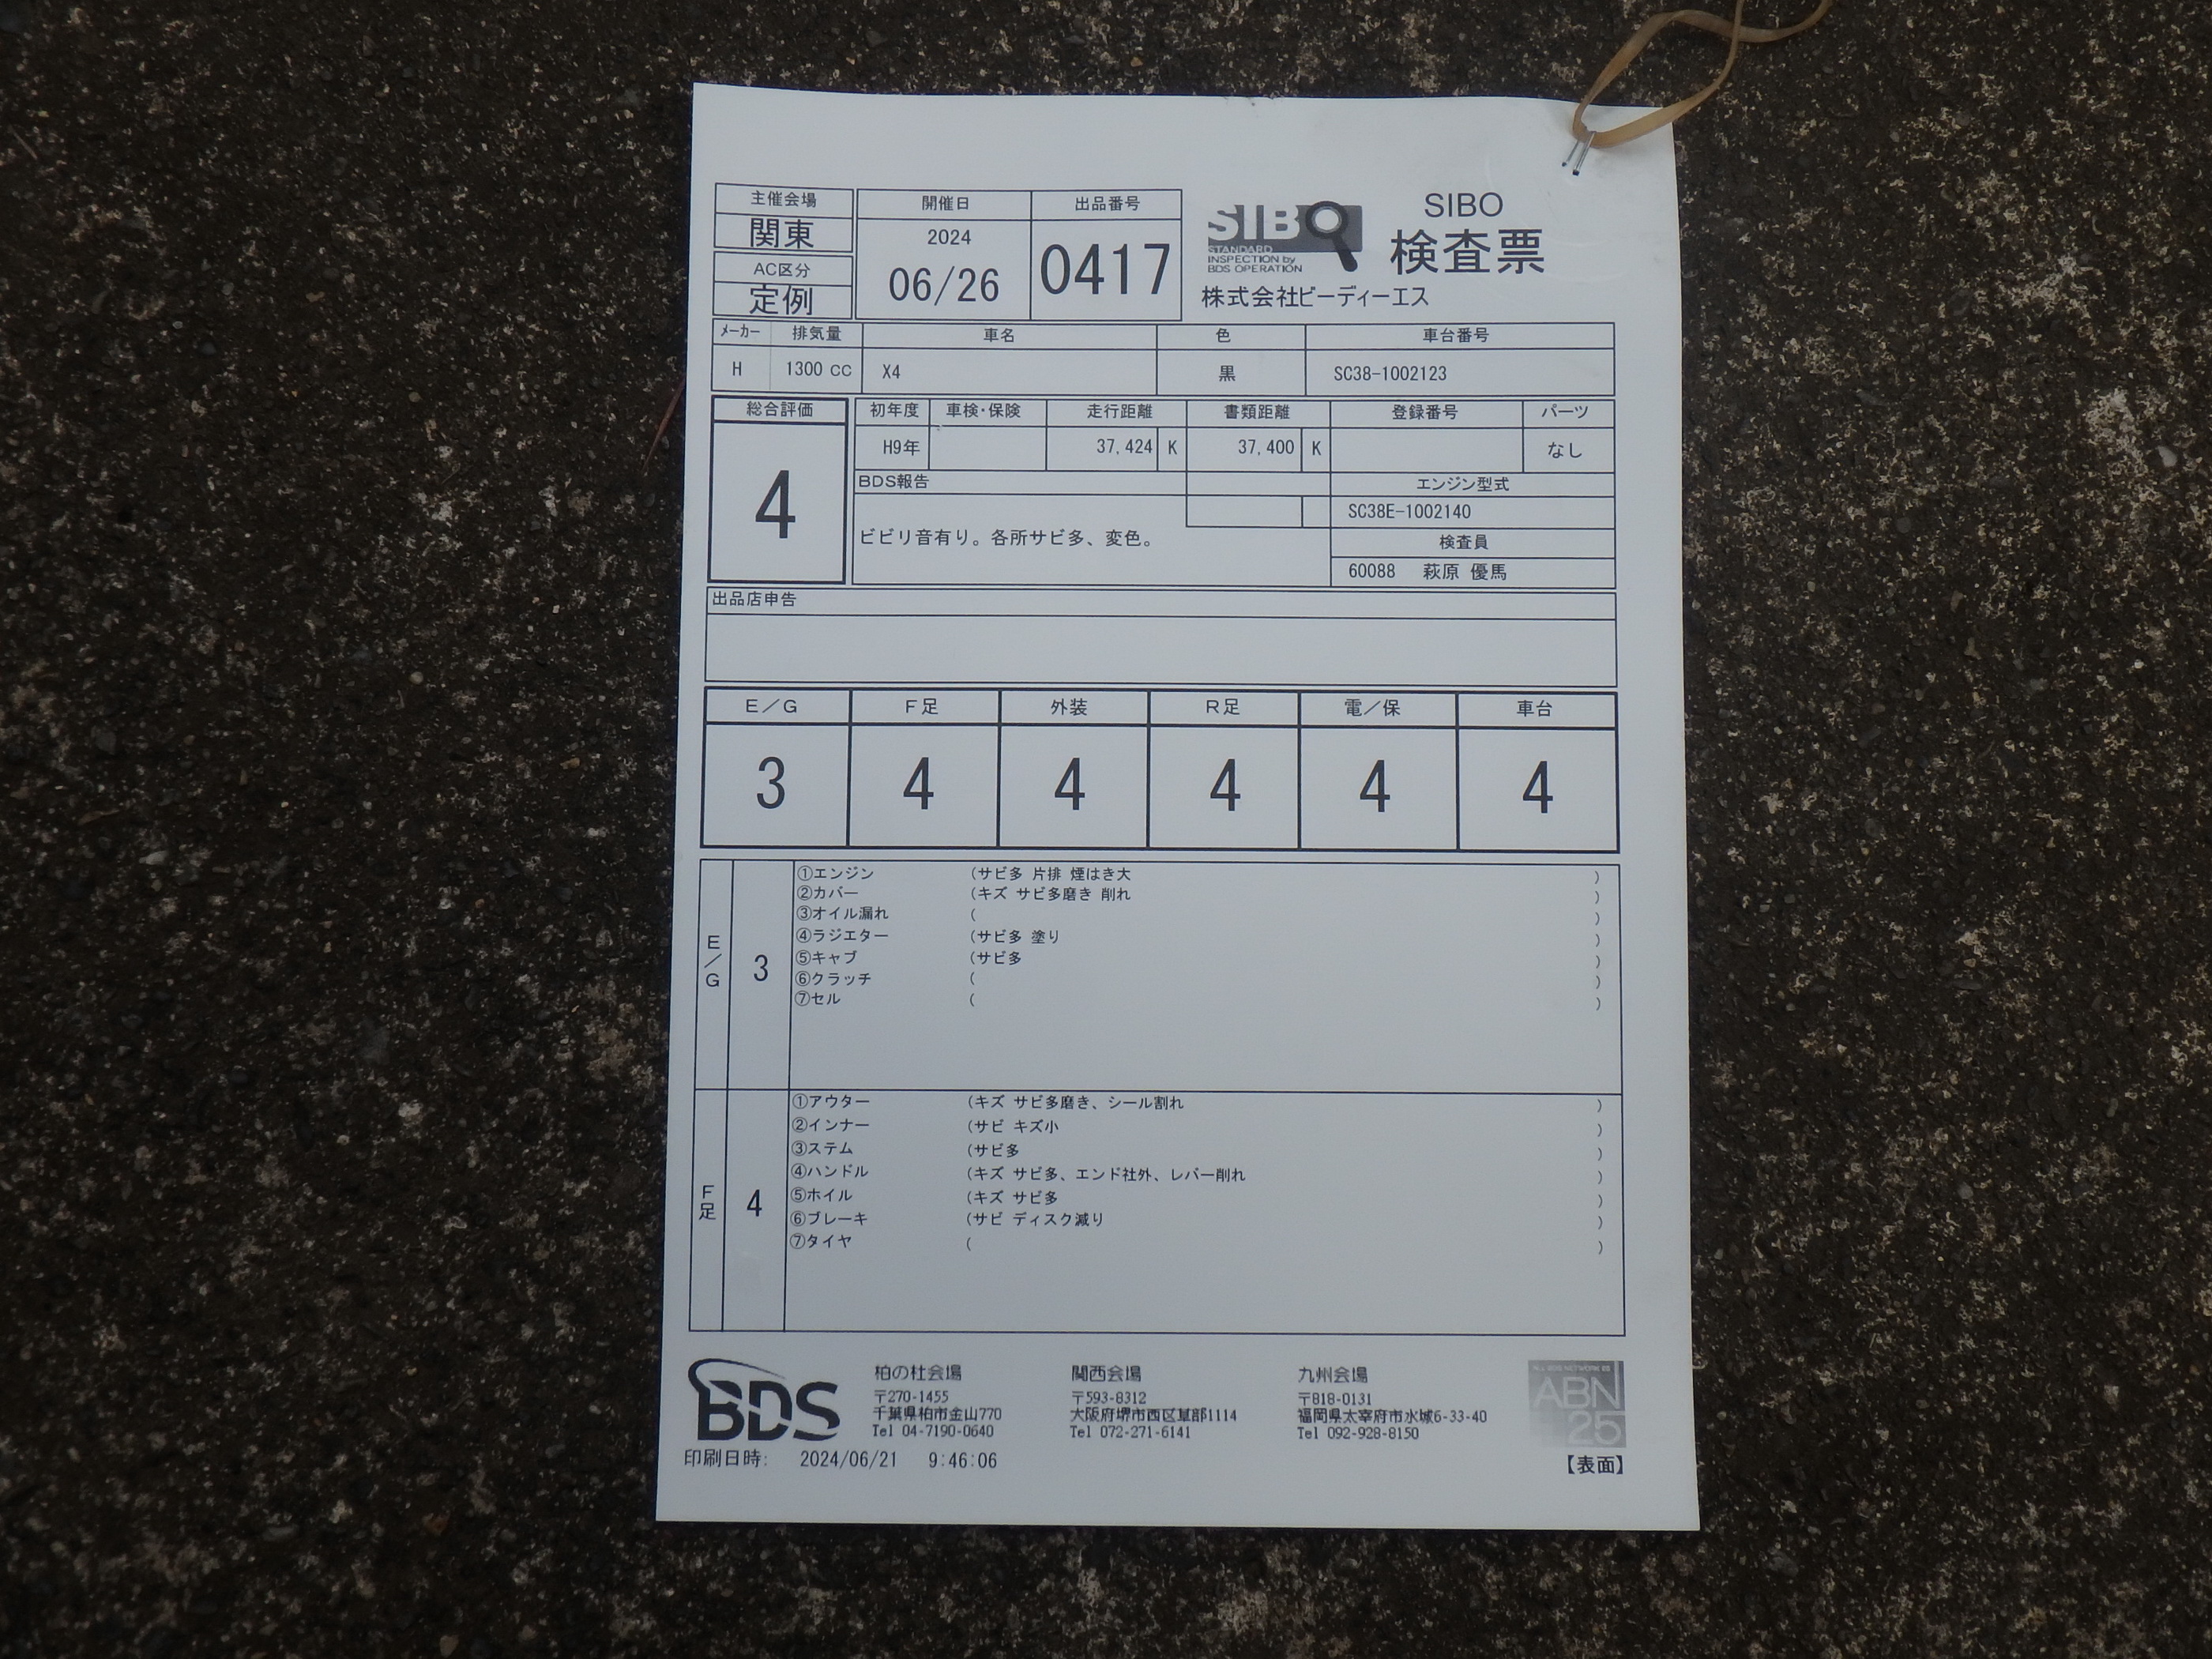 主催会場 開催日 出品番号
関東 2024 06/26 0417
AC区分
定例
SIBO
STANDARD
INSPECTION by
BDS OPERATION
SIBO
検査票
株式会社ビーディーエス
メーカー 排気量 車名 色 車台番号
H 1300 CC X4 黒 SC38-1002123
総合評価 初年度 車検・保険 走行距離 書類距離 登録番号 パーツ
4 H9年 37,424 K 37,400 K なし
BDS報告 エンジン型式
SC38E-1002140
ビビリ音有り。各所サビ多、変色。 検査員
60088 萩原 優馬
出品店申告
E/G F足 外装 R足 電/保 車台
3 4 4 4 4 4
E/G 3
①エンジン (サビ多 片排 煙はき大 )
②カバー (キズ サビ多磨き 削れ )
③オイル漏れ ( )
④ラジエター (サビ多 塗り )
⑤キャブ (サビ多 )
⑥クラッチ ( )
⑦セル ( )
F足 4
①アウター (キズ サビ多磨き、シール割れ )
②インナー (サビ キズ小 )
③ステム (サビ多 )
④ハンドル (キズ サビ多、エンド社外、レバー削れ )
⑤ホイル (キズ サビ多 )
⑥ブレーキ (サビ ディスク減り )
⑦タイヤ ( )
BDS
柏の杜会場
〒270-1455
千葉県柏市金山770
Tel 04-7190-0640
関西会場
〒593-8312
大阪府堺市西区草部1114
Tel 072-271-6141
九州会場
〒818-0131
福岡県太宰府市水城6-33-40
Tel 092-928-8150
ABN
25
印刷日時: 2024/06/21 9:46:06 【表面】